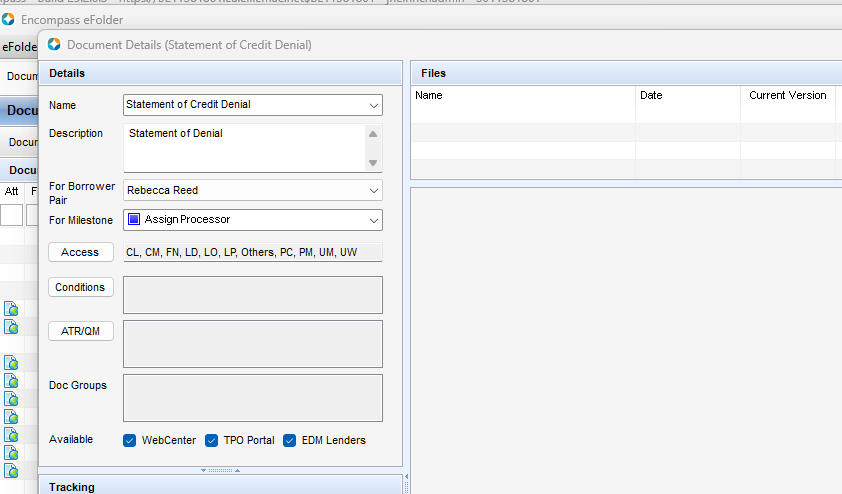 Encompass eFolder
eFolde
Document Details (Statement of Credit Denial)
Docum
Docu
Docum
Docu
Att F
Details
Name Statement of Credit Denial
Description Statement of Denial
For Borrower Pair Rebecca Reed
For Milestone Assign Processor
Access CL, CM, FN, LD, LO, LP, Others, PC, PM, UM, UW
Conditions
ATR/QM
Doc Groups
Available WebCenter TPO Portal EDM Lenders
Tracking
Files
Name Date Current Version